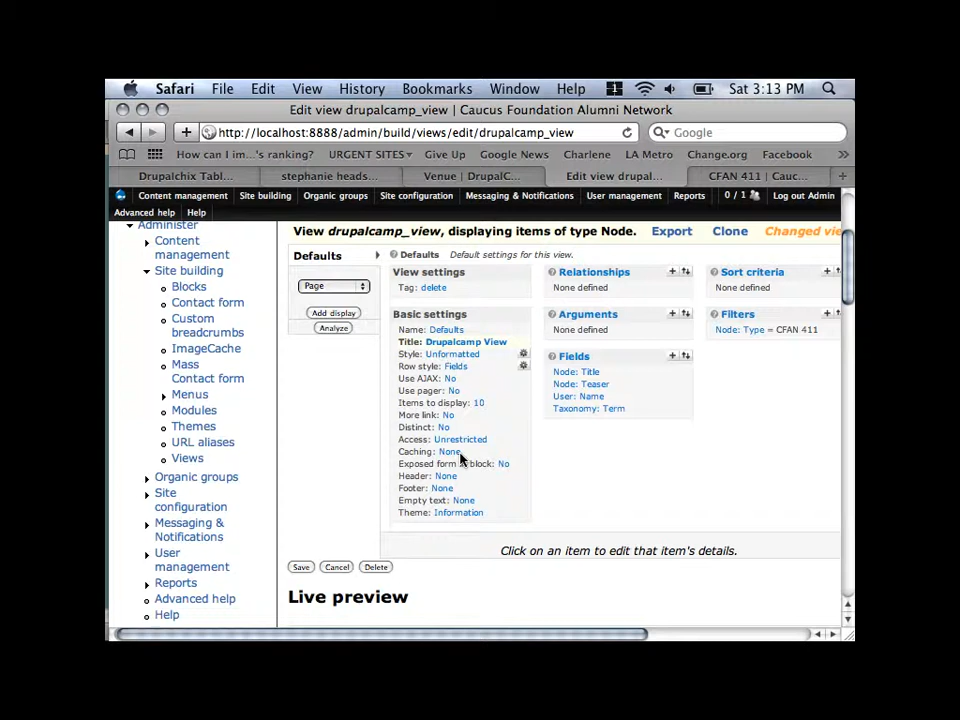 Safari File Edit View History Bookmarks Window Help 1 Sat 3:13 PM
Edit view drupalcamp_view | Caucus Foundation Alumni Network
http://localhost:8888/admin/build/views/edit/drupalcamp_view
Google
How can I im...'s ranking? URGENT SITES▾ Give Up Google News Charlene LA Metro Change.org Facebook »
Drupalchix Tabl... stephanie heads... Venue | DrupalC... Edit view drupal... CFAN 411 | Cauc... +
Content management Site building Organic groups Site configuration Messaging & Notifications User management Reports 0 / 1 Log out Admin
Advanced help Help
Administer
Content
management
Site building
Blocks
Contact form
Custom
breadcrumbs
ImageCache
Mass
Contact form
Menus
Modules
Themes
URL aliases
Views
Organic groups
Site
configuration
Messaging &
Notifications
User
management
Reports
Advanced help
Help
View drupalcamp_view, displaying items of type Node. Export Clone Changed vie
Defaults
Page
Add display
Analyze
Defaults Default settings for this view.
View settings
Tag: delete
Basic settings
Name: Defaults
Title: Drupalcamp View
Style: Unformatted
Row style: Fields
Use AJAX: No
Use pager: No
Items to display: 10
More link: No
Distinct: No
Access: Unrestricted
Caching: None
Exposed form in block: No
Header: None
Footer: None
Empty text: None
Theme: Information
Relationships
None defined
Arguments
None defined
Fields
Node: Title
Node: Teaser
User: Name
Taxonomy: Term
Sort criteria
None defined
Filters
Node: Type = CFAN 411
Click on an item to edit that item's details.
Save Cancel Delete
Live preview